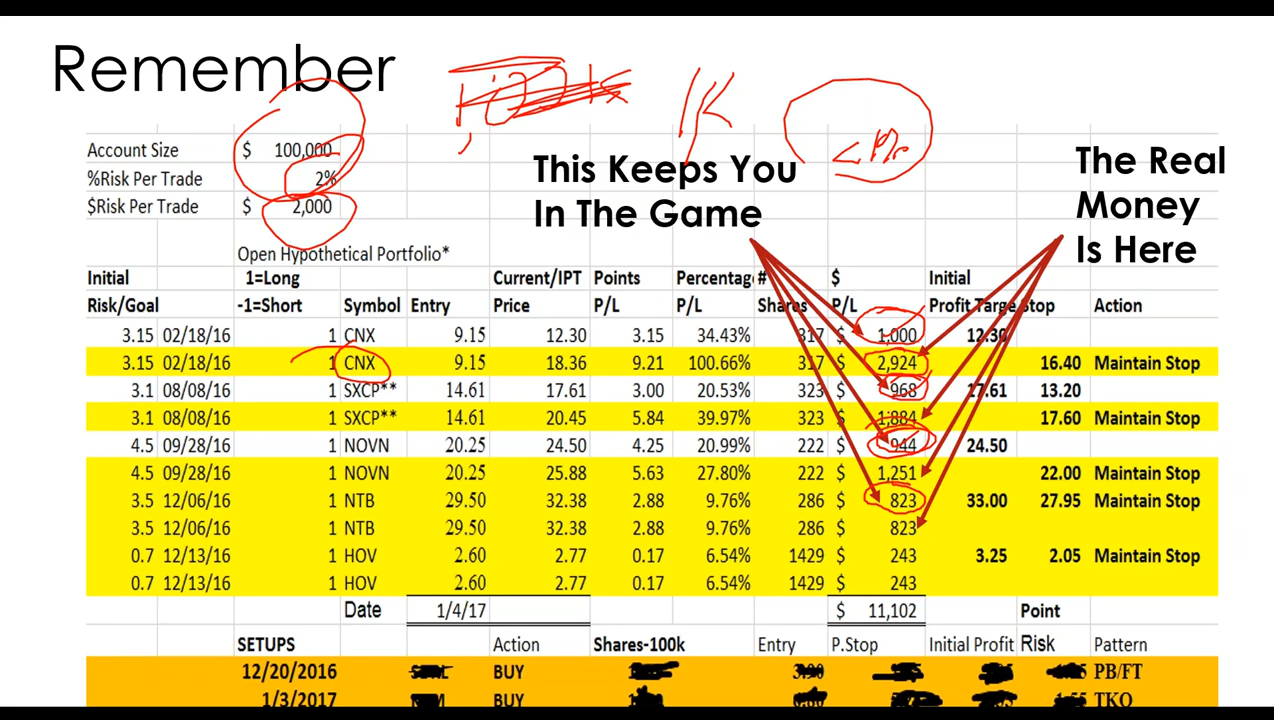 Remember
K
Account Size $ 100,000
%Risk Per Trade 2%
$Risk Per Trade $ 2,000
This Keeps You
In The Game
The Real
Money
Is Here
Open Hypothetical Portfolio*
Initial 1=Long Current/IPT Points Percentag # $ Initial
Risk/Goal -1=Short Symbol Entry Price P/L P/L Shares P/L Profit Targe Stop Action
3.15 02/18/16 1 CNX 9.15 12.30 3.15 34.43% 317 $ 1,000 12.30
3.15 02/18/16 1 CNX 9.15 18.36 9.21 100.66% 317 $ 2,924 16.40 Maintain Stop
3.1 08/08/16 1 SXCP** 14.61 17.61 3.00 20.53% 323 $ 968 17.61 13.20
3.1 08/08/16 1 SXCP** 14.61 20.45 5.84 39.97% 323 $ 1,884 17.60 Maintain Stop
4.5 09/28/16 1 NOVN 20.25 24.50 4.25 20.99% 222 $ 944 24.50
4.5 09/28/16 1 NOVN 20.25 25.88 5.63 27.80% 222 $ 1,251 22.00 Maintain Stop
3.5 12/06/16 1 NTB 29.50 32.38 2.88 9.76% 286 $ 823 33.00 27.95 Maintain Stop
3.5 12/06/16 1 NTB 29.50 32.38 2.88 9.76% 286 $ 823
0.7 12/13/16 1 HOV 2.60 2.77 0.17 6.54% 1429 $ 243 3.25 2.05 Maintain Stop
0.7 12/13/16 1 HOV 2.60 2.77 0.17 6.54% 1429 $ 243
Date 1/4/17 $ 11,102 Point
SETUPS Action Shares-100k Entry P.Stop Initial Profit Risk Pattern
12/20/2016 BUY PB/FT
1/3/2017 BUY TKO